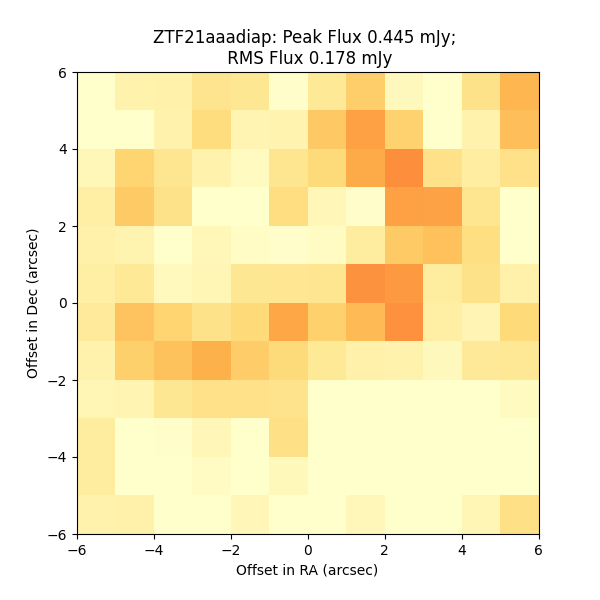 ZTF21aaadiap: Peak Flux 0.445 mJy;
RMS Flux 0.178 mJy
6
4
2
0
−2
−4
−6
Offset in Dec (arcsec)
−6 −4 −2 0 2 4 6
Offset in RA (arcsec)